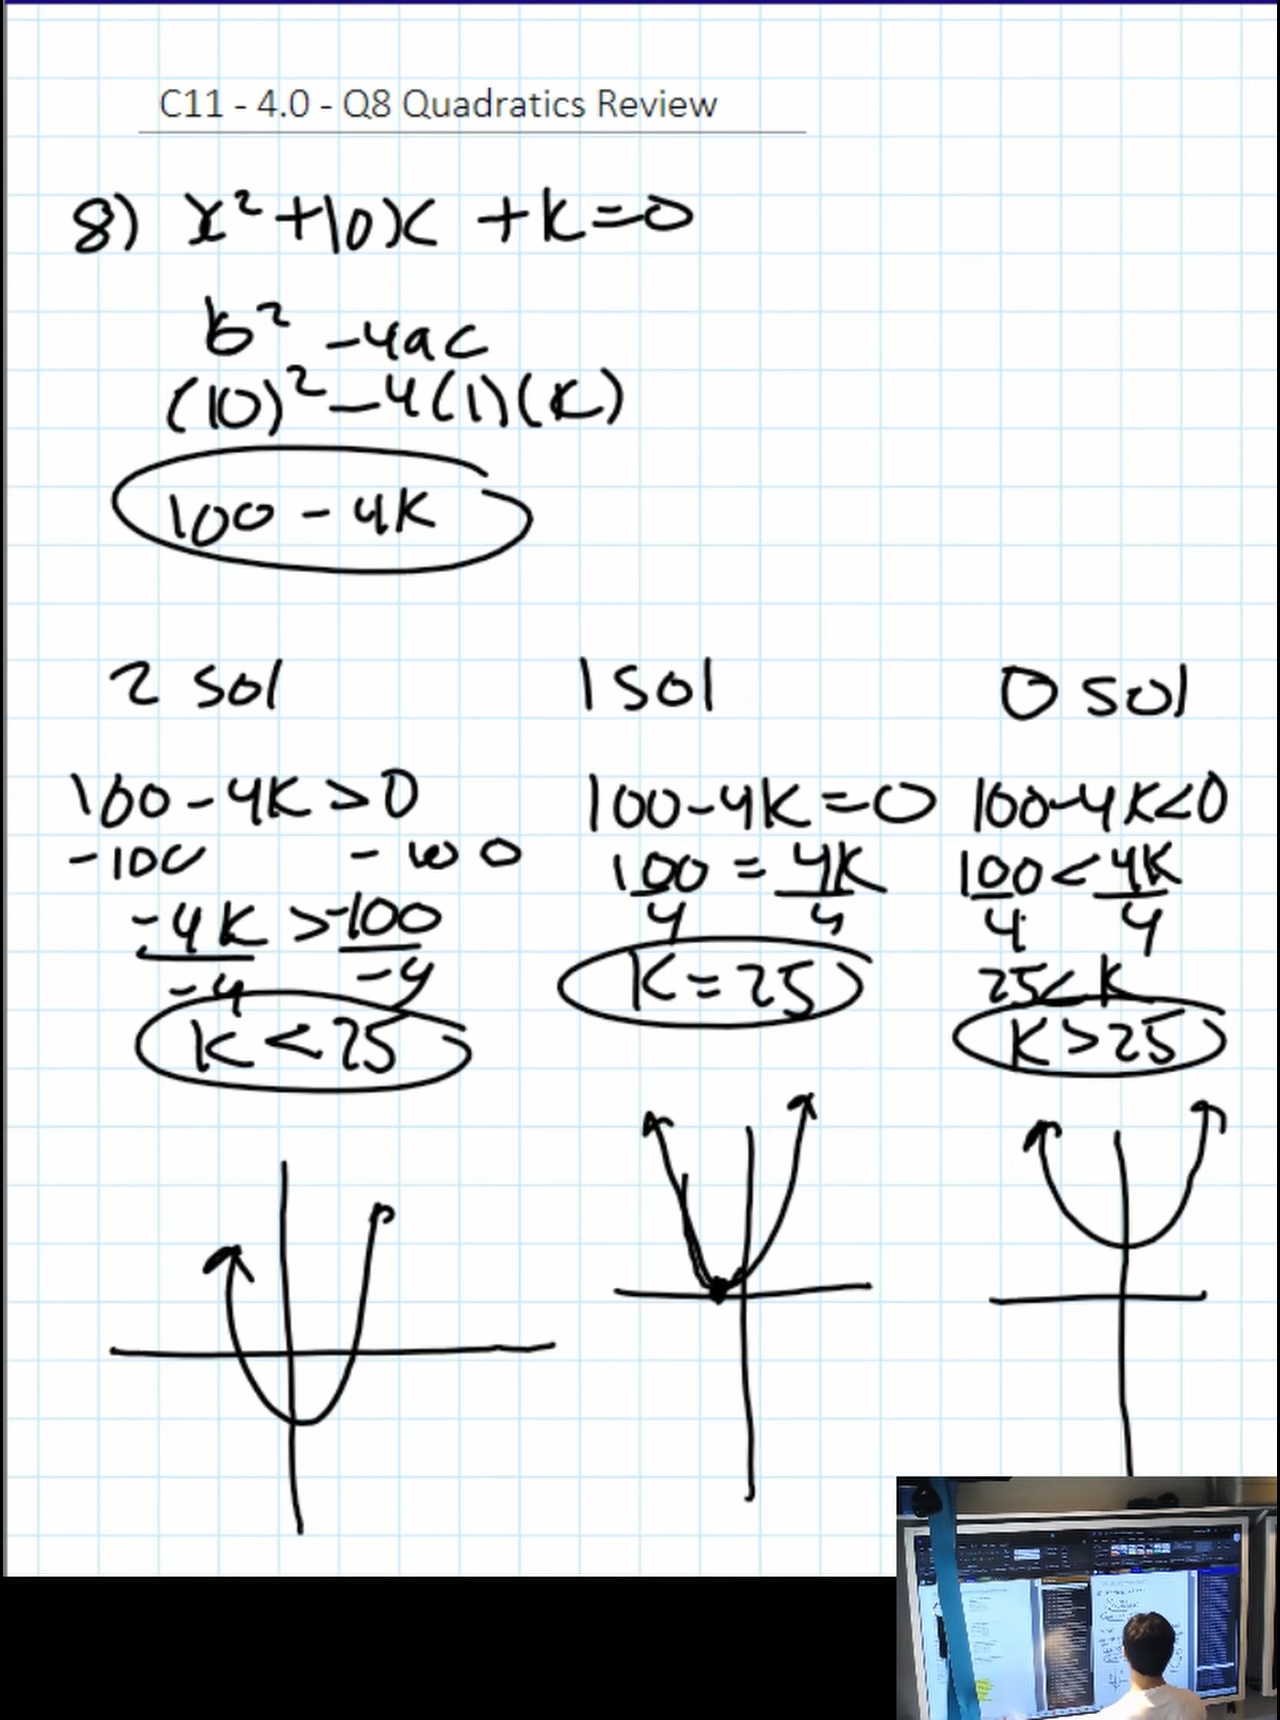 C11 - 4.0 - Q8 Quadratics Review
8) x² + 10x + k = 0
b² - 4ac
(10)² - 4(1)(k)
100 - 4k
2 sol
100 - 4k > 0
-100 - 100
-4k > -100
-4 -4
k < 25
1 sol
100 - 4k = 0
100 = 4k
4 4
k = 25
0 sol
100 - 4k < 0
100 < 4k
4 4
25 < k
k > 25